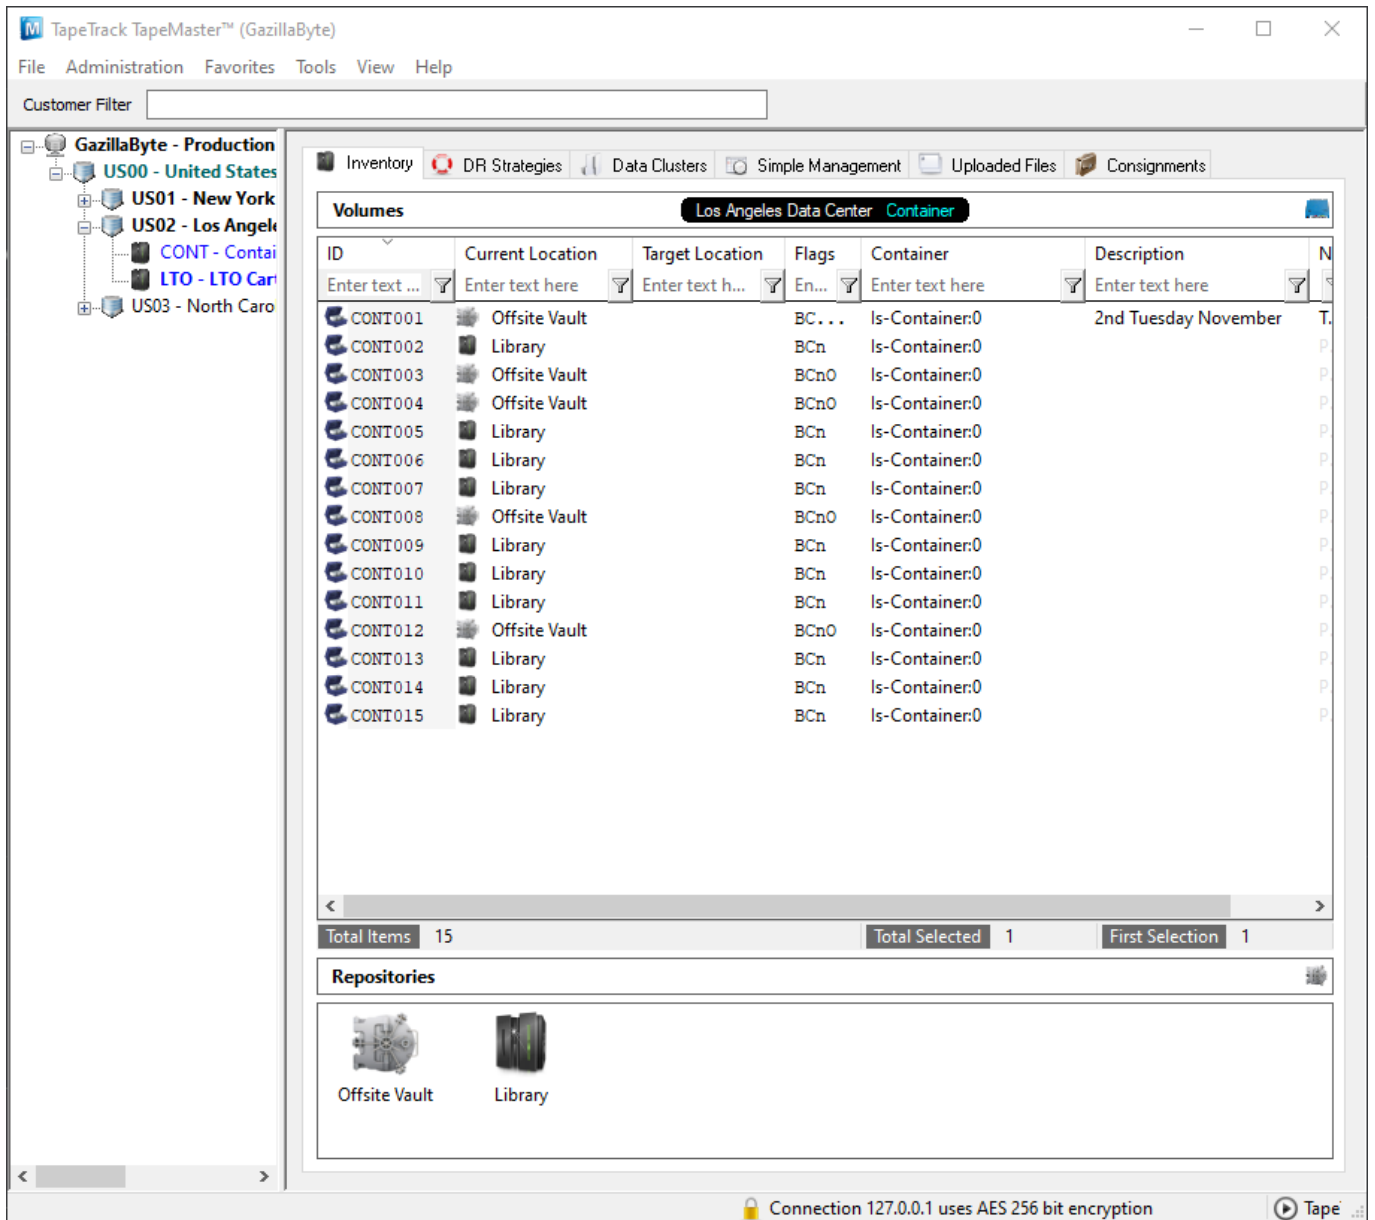 TapeTrack TapeMaster™ (GazillaByte)
File Administration Favorites Tools View Help
Customer Filter
GazillaByte - Production
US00 - United States
US01 - New York
US02 - Los Angele
CONT - Contai
LTO - LTO Cart
US03 - North Caro
Inventory DR Strategies Data Clusters Simple Management Uploaded Files Consignments
Volumes Los Angeles Data Center Container
ID Current Location Target Location Flags Container Description N
Enter text ... Enter text here Enter text h... En... Enter text here Enter text here
CONT001 Offsite Vault BC... Is-Container:0 2nd Tuesday November T.
CONT002 Library BCn Is-Container:0 P.
CONT003 Offsite Vault BCnO Is-Container:0 P.
CONT004 Offsite Vault BCnO Is-Container:0 P.
CONT005 Library BCn Is-Container:0 P.
CONT006 Library BCn Is-Container:0 P.
CONT007 Library BCn Is-Container:0 P.
CONT008 Offsite Vault BCnO Is-Container:0 P.
CONT009 Library BCn Is-Container:0 P.
CONT010 Library BCn Is-Container:0 P.
CONT011 Library BCn Is-Container:0 P.
CONT012 Offsite Vault BCnO Is-Container:0 P.
CONT013 Library BCn Is-Container:0 P.
CONT014 Library BCn Is-Container:0 P.
CONT015 Library BCn Is-Container:0 P.
Total Items 15 Total Selected 1 First Selection 1
Repositories
Offsite Vault Library
Connection 127.0.0.1 uses AES 256 bit encryption Tape